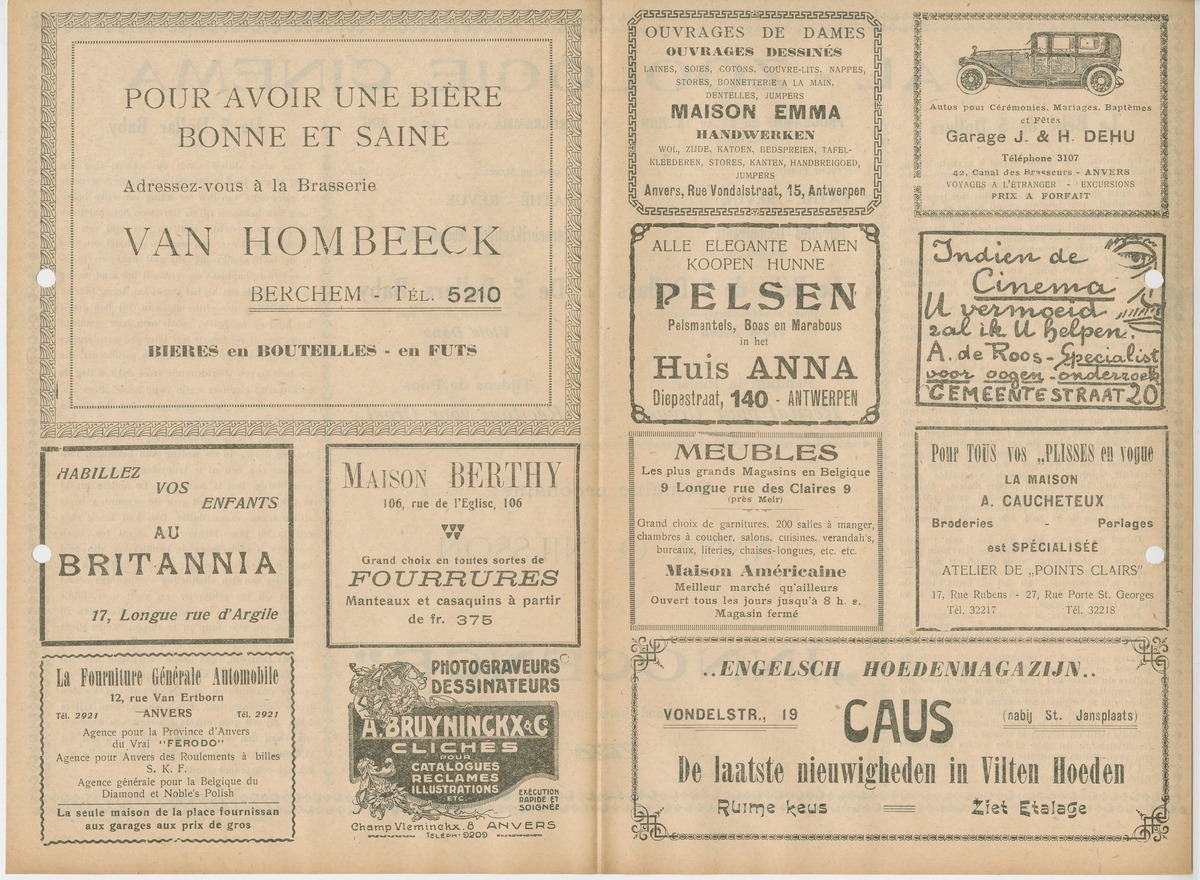 POUR AVOIR UNE BIÈRE
BONNE ET SAINE
Adressez-vous à la Brasserie
VAN HOMBEECK
BERCHEM - TÉL. 5210
BIERES en BOUTEILLES - en FUTS
HABILLEZ
VOS
ENFANTS
AU
BRITANNIA
17, Longue rue d'Argile
MAISON BERTHY
106, rue de l'Eglise, 106
Grand choix en toutes sortes de
FOURRURES
Manteaux et casaquins à partir
de fr. 375
La Fourniture Générale Automobile
12, rue Van Ertborn
Tél. 2921 ANVERS Tél. 2921
Agence pour la Province d'Anvers
du Vrai "FERODO"
Agence pour Anvers des Roulements à billes
S. K. F.
Agence générale pour la Belgique du
Diamond et Noble's Polish
La seule maison de la place fournissan
aux garages aux prix de gros
PHOTOGRAVEURS
DESSINATEURS
A. BRUYNINCKX & Co
CLICHÉS
POUR
CATALOGUES
RECLAMES
ILLUSTRATIONS
ETC.
EXÉCUTION
RAPIDE ET
SOIGNÉE
Champ Vleminckx. 8 ANVERS
TÉLÉPH: 9209
OUVRAGES DE DAMES
OUVRAGES DESSINÉS
LAINES, SOIES, COTONS, COUVRE-LITS, NAPPES,
STORES, BONNETTERIE A LA MAIN,
DENTELLES, JUMPERS
MAISON EMMA
HANDWERKEN
WOL, ZIJDE, KATOEN, BEDSPREIEN, TAFEL-
KLEEDEREN, STORES, KANTEN, HANDBREIGOED,
JUMPERS
Anvers, Rue Vondelstraat, 15, Antwerpen
Autos pour Cérémonies, Mariages, Baptèmes
et Fêtes
Garage J. & H. DEHU
Téléphone 3107
42, Canal des Brasseurs - ANVERS
VOYAGES A L'ÉTRANGER - EXCURSIONS
PRIX A FORFAIT
ALLE ELEGANTE DAMEN
KOOPEN HUNNE
PELSEN
Pelsmantels, Boas en Marabous
in het
Huis ANNA
Diepestraat, 140 - ANTWERPEN
Indien de
Cinema
U vermoeid
zal ik U helpen.
A. de Roos - Specialist
voor oogen-onderzoek
GEMEENTESTRAAT 20
MEUBLES
Les plus grands Magasins en Belgique
9 Longue rue des Claires 9
(près Meir)
Grand choix de garnitures, 200 salles à manger,
chambres à coucher, salons, cuisines, verandah's,
bureaux, literies, chaises-longues, etc. etc.
Maison Américaine
Meilleur marché qu'ailleurs
Ouvert tous les jours jusqu'à 8 h. s.
Magasin fermé
Pour TOUS vos „PLISSES en vogue
LA MAISON
A. CAUCHETEUX
Broderies - Perlages
est SPÉCIALISÉE
ATELIER DE „POINTS CLAIRS"
17, Rue Rubens - 27, Rue Porte St. Georges
Tél. 32217 Tél. 32218
..ENGELSCH HOEDENMAGAZIJN..
VONDELSTR., 19 CAUS (nabij St. Jansplaats)
De laatste nieuwigheden in Vilten Hoeden
Ruime keus Ziet Etalage